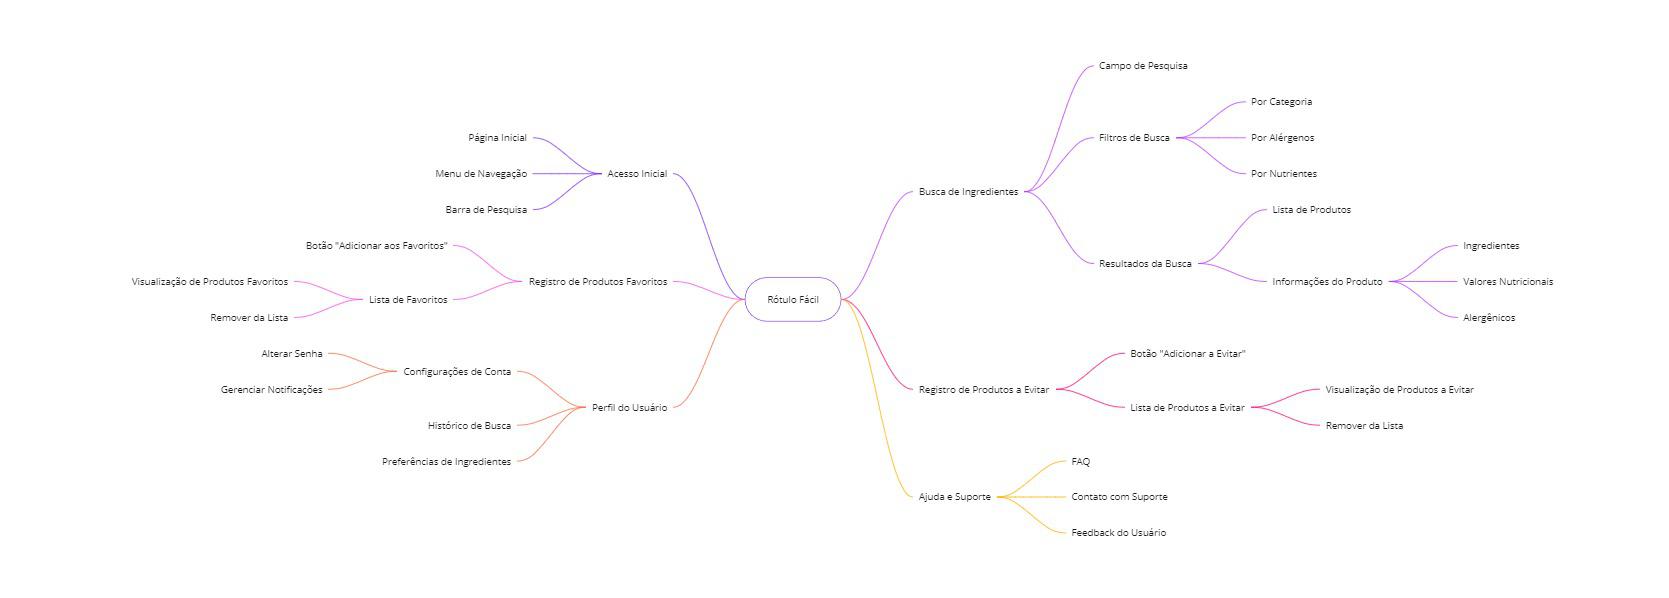 Rótulo Fácil
Acesso Inicial
Página Inicial
Menu de Navegação
Barra de Pesquisa
Registro de Produtos Favoritos
Botão "Adicionar aos Favoritos"
Lista de Favoritos
Visualização de Produtos Favoritos
Remover da Lista
Perfil do Usuário
Configurações de Conta
Alterar Senha
Gerenciar Notificações
Histórico de Busca
Preferências de Ingredientes
Busca de Ingredientes
Campo de Pesquisa
Filtros de Busca
Por Categoria
Por Alérgenos
Por Nutrientes
Resultados da Busca
Lista de Produtos
Informações do Produto
Ingredientes
Valores Nutricionais
Alergênicos
Registro de Produtos a Evitar
Botão "Adicionar a Evitar"
Lista de Produtos a Evitar
Visualização de Produtos a Evitar
Remover da Lista
Ajuda e Suporte
FAQ
Contato com Suporte
Feedback do Usuário